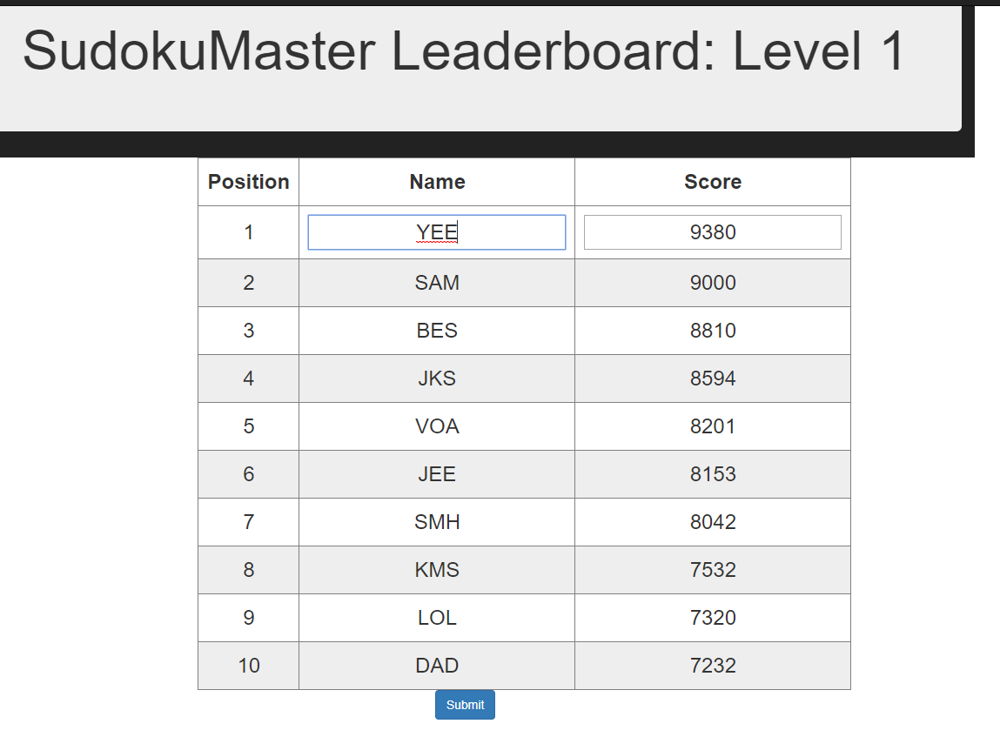 SudokuMaster Leaderboard: Level 1
Position Name Score
1 YEE 9380
2 SAM 9000
3 BES 8810
4 JKS 8594
5 VOA 8201
6 JEE 8153
7 SMH 8042
8 KMS 7532
9 LOL 7320
10 DAD 7232
Submit